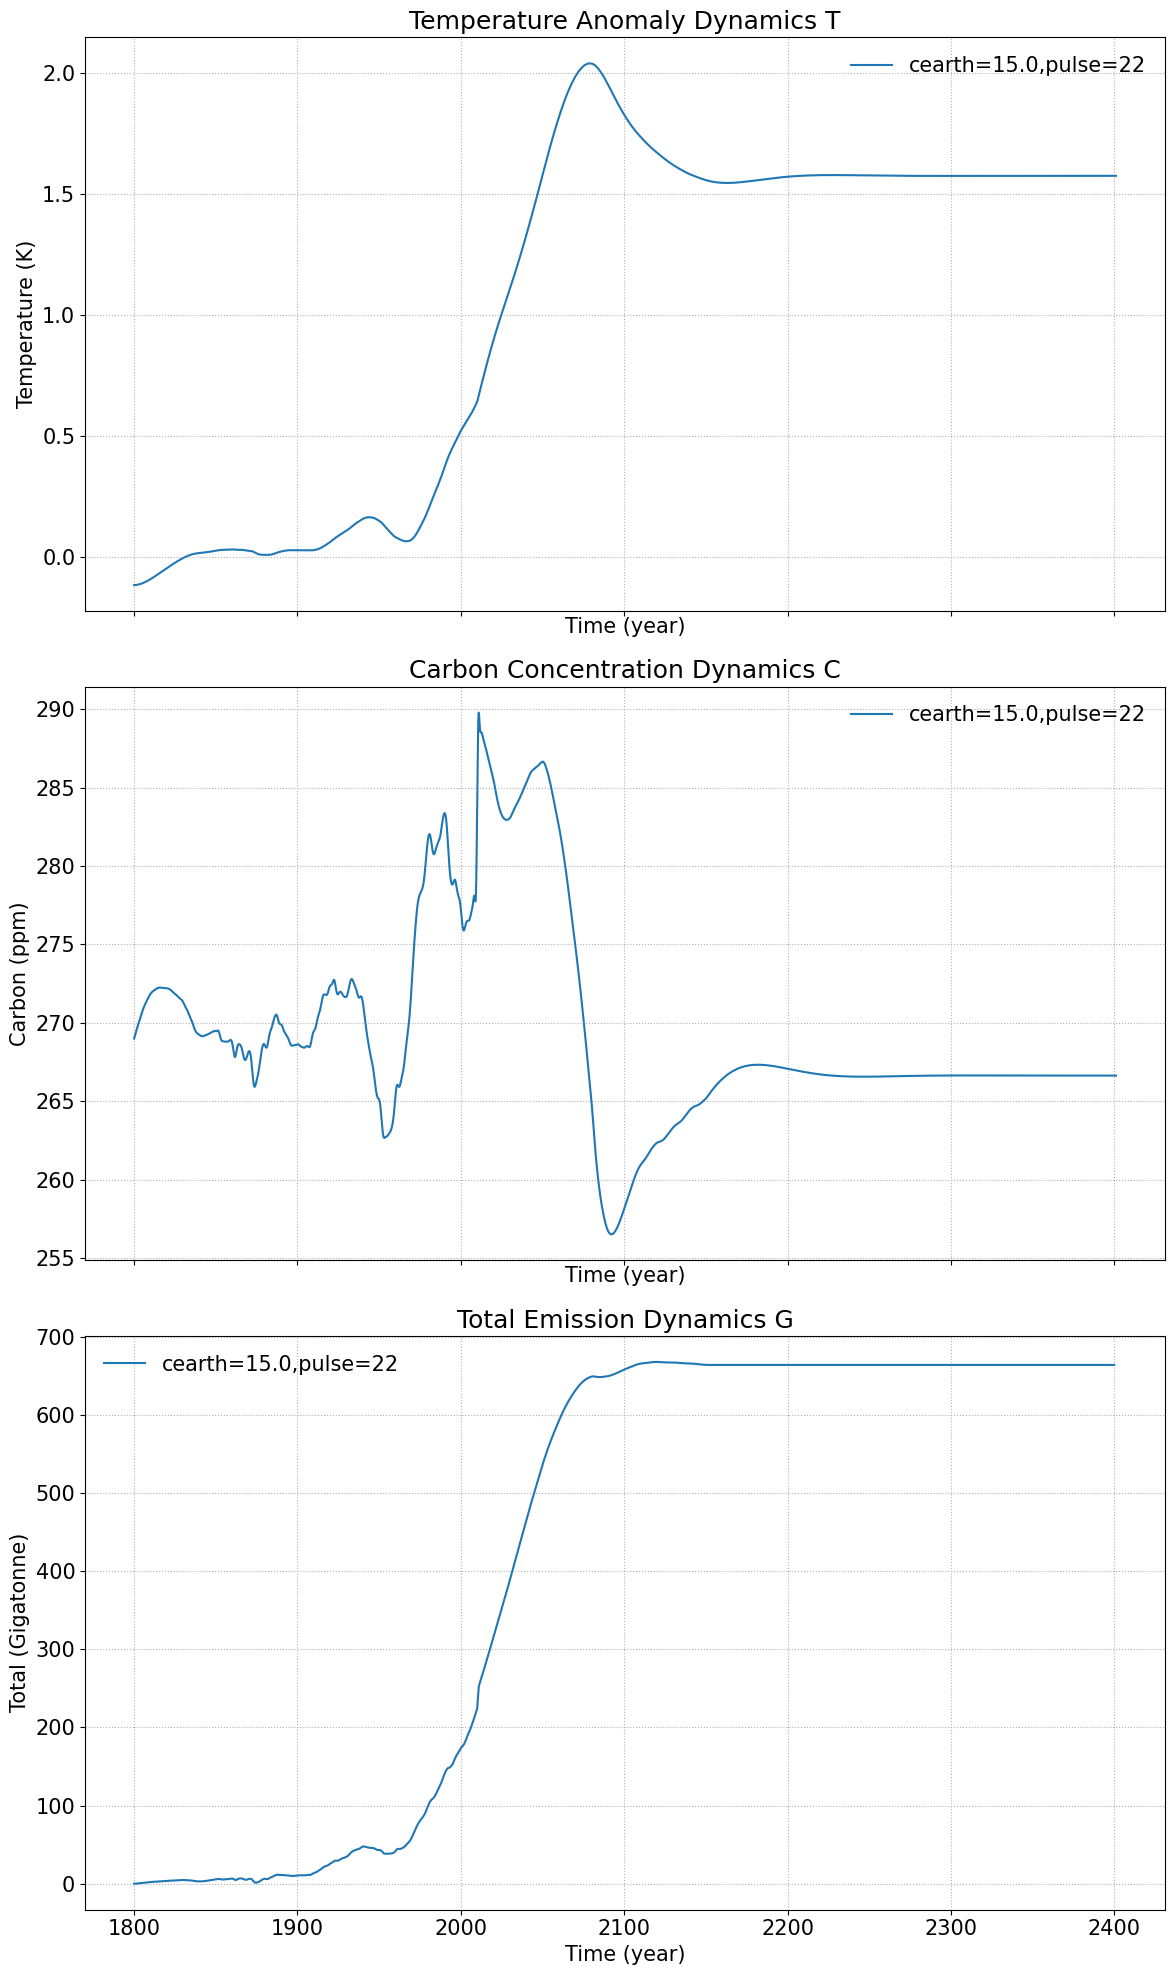 Temperature Anomaly Dynamics T
cearth=15.0,pulse=22
2.0
1.5
1.0
0.5
0.0
Temperature (K)
Time (year)
Carbon Concentration Dynamics C
cearth=15.0,pulse=22
290
285
280
275
270
265
260
255
Carbon (ppm)
Time (year)
Total Emission Dynamics G
cearth=15.0,pulse=22
700
600
500
400
300
200
100
0
Total (Gigatonne)
1800 1900 2000 2100 2200 2300 2400
Time (year)